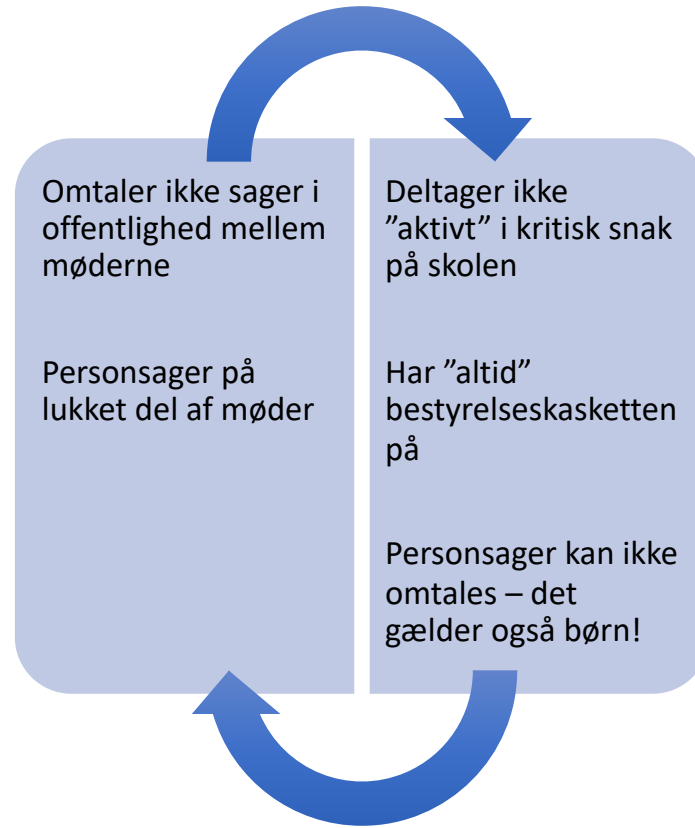 Omtaler ikke sager i
offentlighed mellem
møderne
Personsager på
lukket del af møder
Deltager ikke
”aktivt” i kritisk snak
på skolen
Har ”altid”
bestyrelseskasketten
på
Personsager kan ikke
omtales – det
gælder også børn!